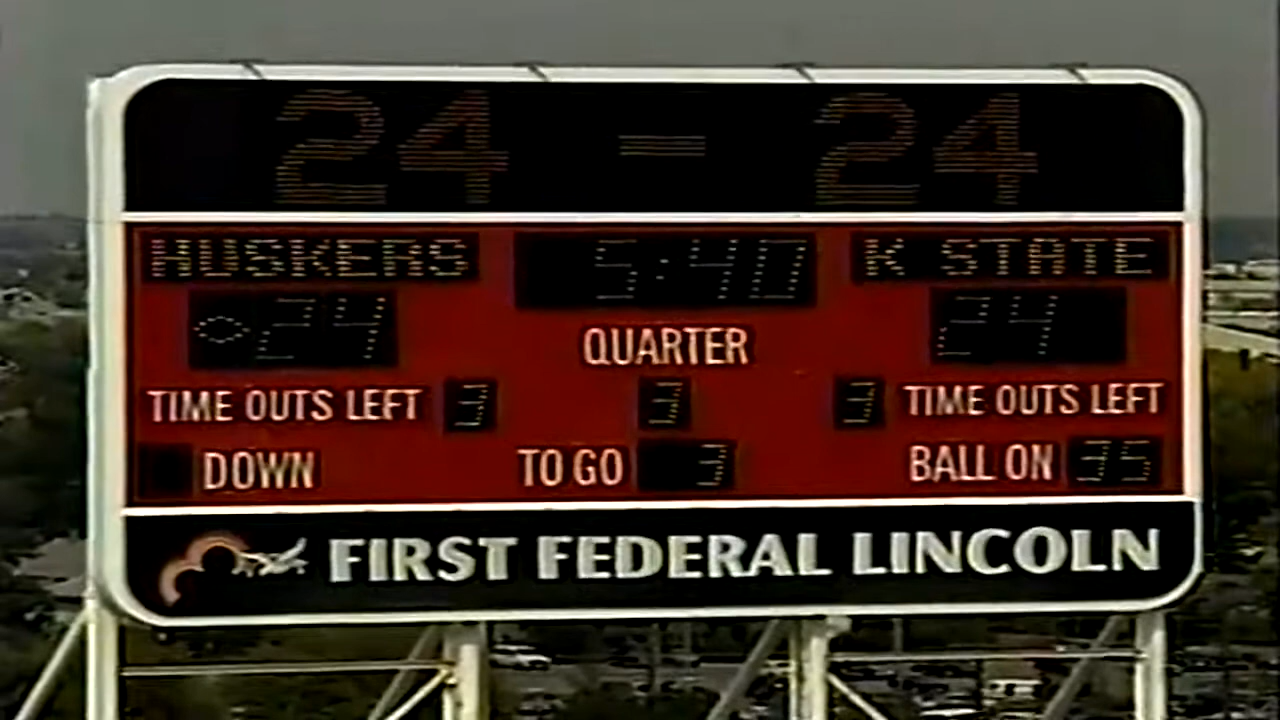 24 - 24
HUSKERS 5:40 K STATE
24 QUARTER 24
TIME OUTS LEFT 3 3 3 TIME OUTS LEFT
DOWN TO GO 3 BALL ON 35
FIRST FEDERAL LINCOLN